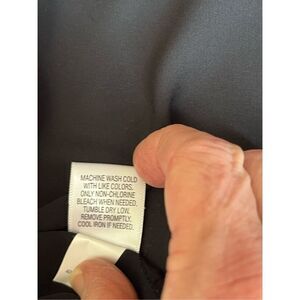 MACHINE WASH COLD
WITH LIKE COLORS.
ONLY NON-CHLORINE
BLEACH WHEN NEEDED.
TUMBLE DRY LOW.
REMOVE PROMPTLY.
COOL IRON IF NEEDED.